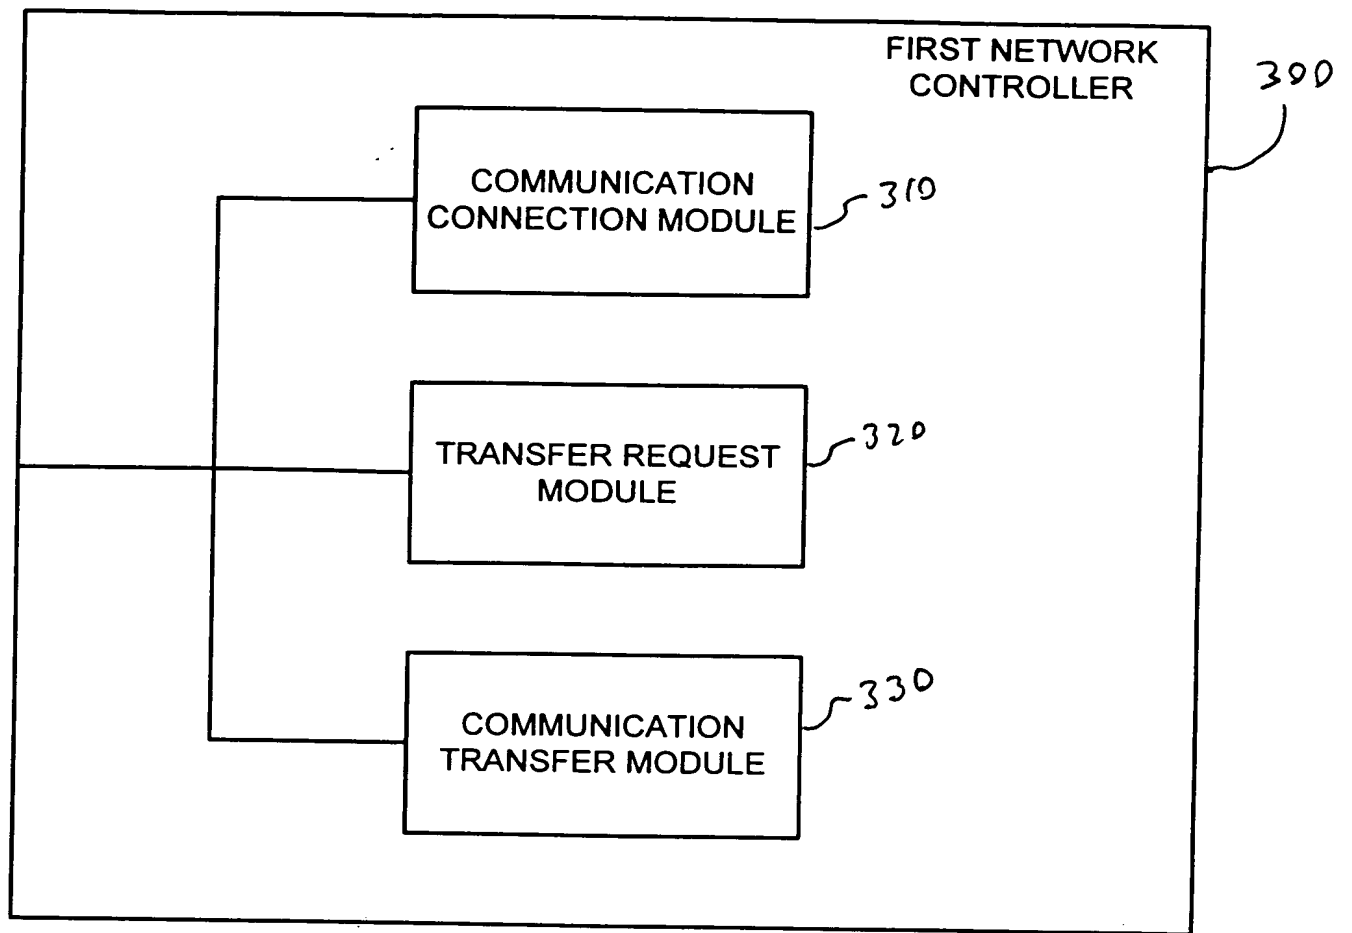 FIRST NETWORK
CONTROLLER
300
COMMUNICATION
CONNECTION MODULE
310
TRANSFER REQUEST
MODULE
320
COMMUNICATION
TRANSFER MODULE
330